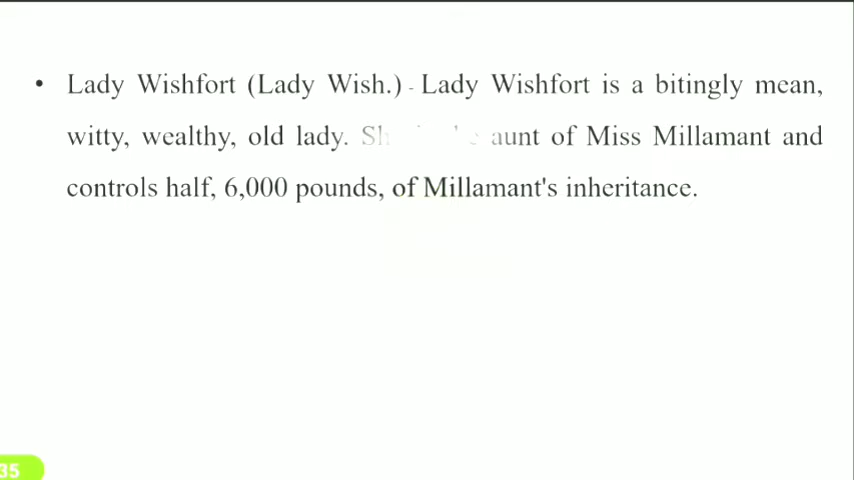 • Lady Wishfort (Lady Wish.) - Lady Wishfort is a bitingly mean,
witty, wealthy, old lady. aunt of Miss Millamant and
controls half, 6,000 pounds, of Millamant's inheritance.
35